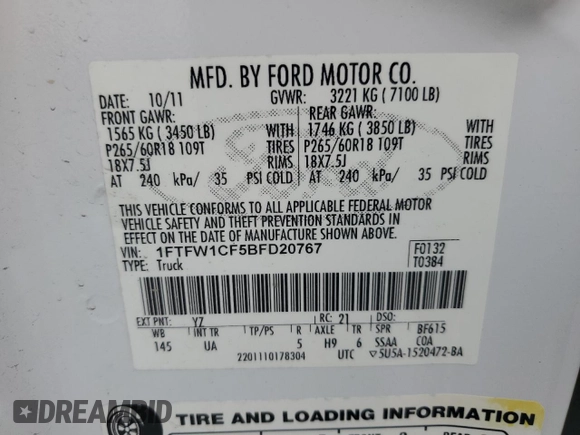 MFD. BY FORD MOTOR CO.
DATE: 10/11 GVWR: 3221 KG ( 7100 LB)
FRONT GAWR: REAR GAWR:
1565 KG ( 3450 LB) WITH 1746 KG ( 3850 LB) WITH
P265/60R18 109T TIRES P265/60R18 109T TIRES
18X7.5J RIMS 18X7.5J RIMS
AT 240 kPa/ 35 PSI COLD AT 240 kPa/ 35 PSI COLD
THIS VEHICLE CONFORMS TO ALL APPLICABLE FEDERAL MOTOR
VEHICLE SAFETY AND THEFT PREVENTION STANDARDS IN
EFFECT ON THE DATE OF MANUFACTURE SHOWN ABOVE.
VIN: 1FTFW1CF5BFD20767 F0132
TYPE: Truck T0384
EXT PNT: YZ RC: 21 DSO:
WB INT TR TP/PS R AXLE TR SSAA BF615
145 UA 5 H9 6 COA
2201110178304 UTC 5U5A-1520472-BA
TIRE AND LOADING INFORMATION
DREAMBID